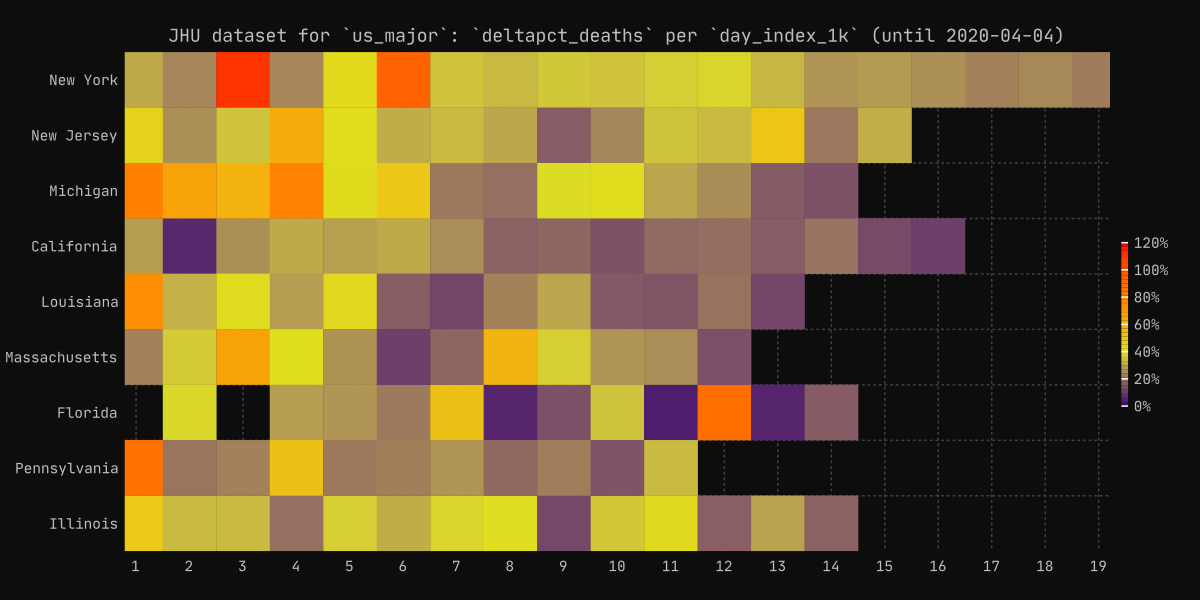 JHU dataset for `us_major`: `deltapct_deaths` per `day_index_1k` (until 2020-04-04)
New York
New Jersey
Michigan
California
Louisiana
Massachusetts
Florida
Pennsylvania
Illinois
120%
100%
80%
60%
40%
20%
0%
1 2 3 4 5 6 7 8 9 10 11 12 13 14 15 16 17 18 19